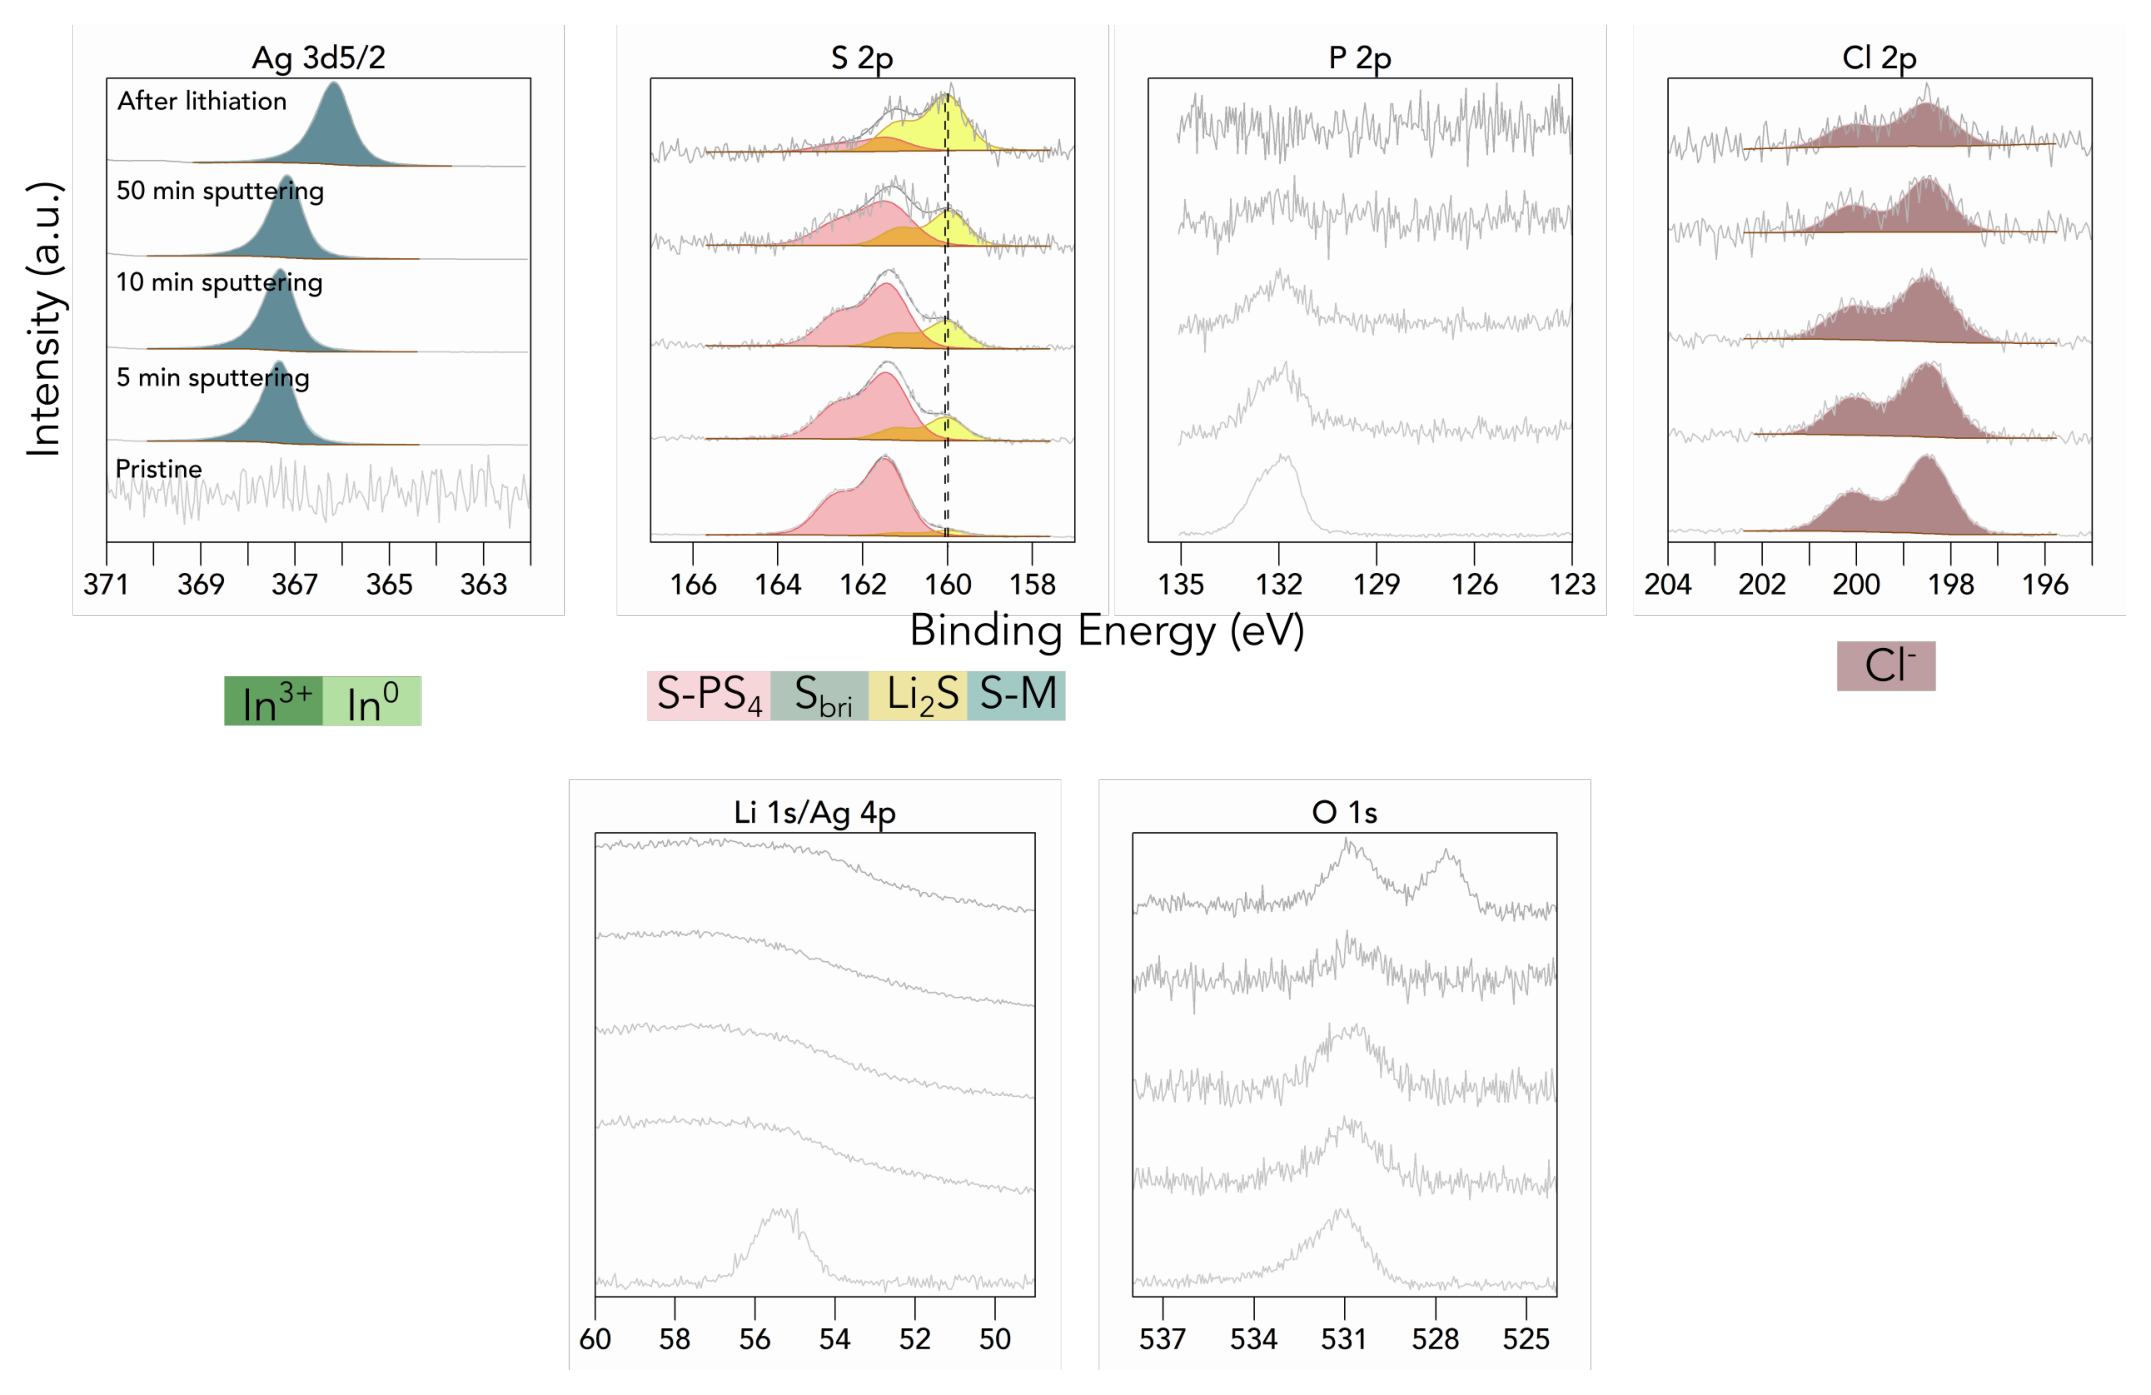 Ag 3d5/2
S 2p
P 2p
Cl 2p
Intensity (a.u.)
After lithiation
50 min sputtering
10 min sputtering
5 min sputtering
Pristine
371 369 367 365 363
166 164 162 160 158
135 132 129 126 123
204 202 200 198 196
Binding Energy (eV)
In³⁺ In⁰
S-PS₄ S_bri Li₂S S-M
Cl⁻
Li 1s/Ag 4p
O 1s
60 58 56 54 52 50
537 534 531 528 525